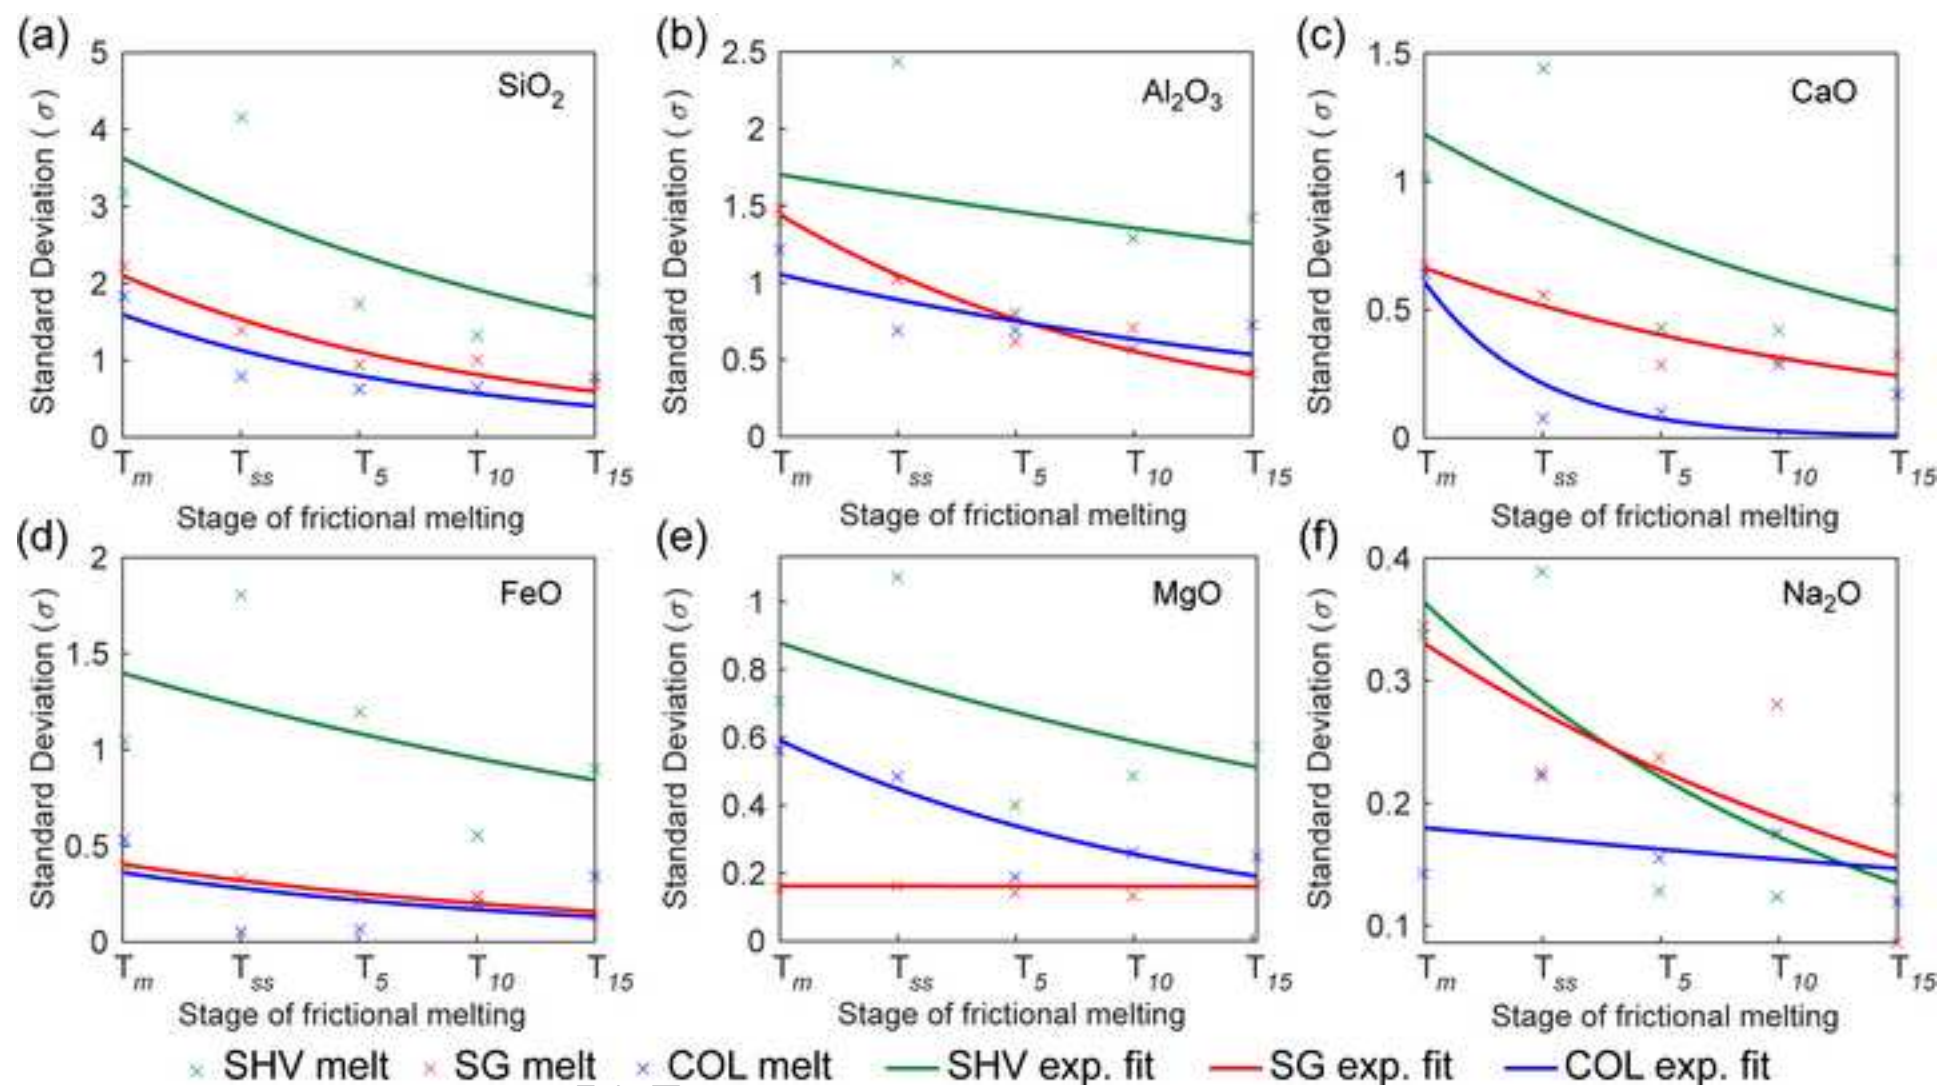 (a)
5
4
3
2
1
0
Standard Deviation ( σ )
SiO2
Tm Tss T5 T10 T15
Stage of frictional melting
(b)
2.5
2
1.5
1
0.5
0
Standard Deviation ( σ )
Al2O3
Tm Tss T5 T10 T15
Stage of frictional melting
(c)
1.5
1
0.5
0
Standard Deviation ( σ )
CaO
Tm Tss T5 T10 T15
Stage of frictional melting
(d)
2
1.5
1
0.5
0
Standard Deviation ( σ )
FeO
Tm Tss T5 T10 T15
Stage of frictional melting
(e)
1
0.8
0.6
0.4
0.2
0
Standard Deviation ( σ )
MgO
Tm Tss T5 T10 T15
Stage of frictional melting
(f)
0.4
0.3
0.2
0.1
Standard Deviation ( σ )
Na2O
Tm Tss T5 T10 T15
Stage of frictional melting
SHV melt SG melt COL melt SHV exp. fit SG exp. fit COL exp. fit